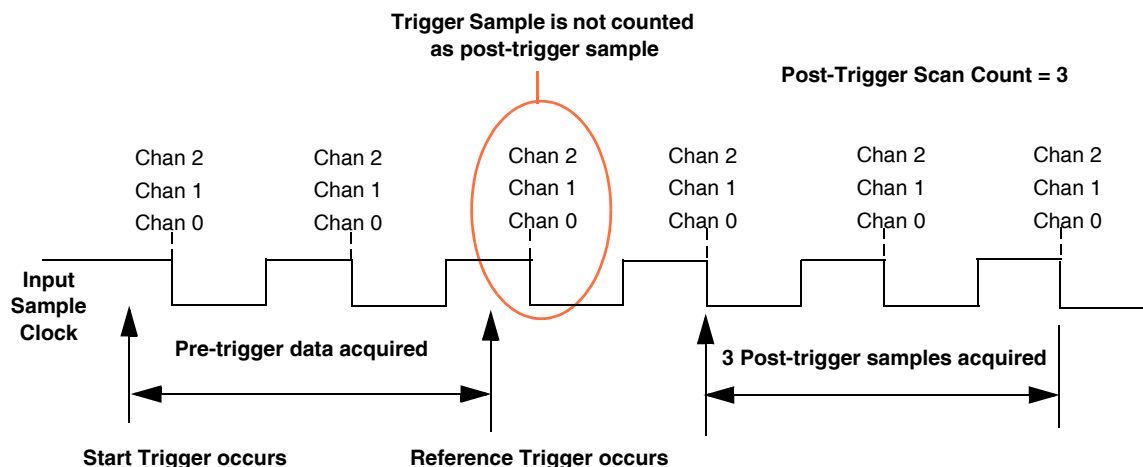 Trigger Sample is not counted
as post-trigger sample
Post-Trigger Scan Count = 3
Chan 2
Chan 1
Chan 0
Chan 2
Chan 1
Chan 0
Chan 2
Chan 1
Chan 0
Chan 2
Chan 1
Chan 0
Chan 2
Chan 1
Chan 0
Chan 2
Chan 1
Chan 0
Input
Sample
Clock
Pre-trigger data acquired
3 Post-trigger samples acquired
Start Trigger occurs
Reference Trigger occurs